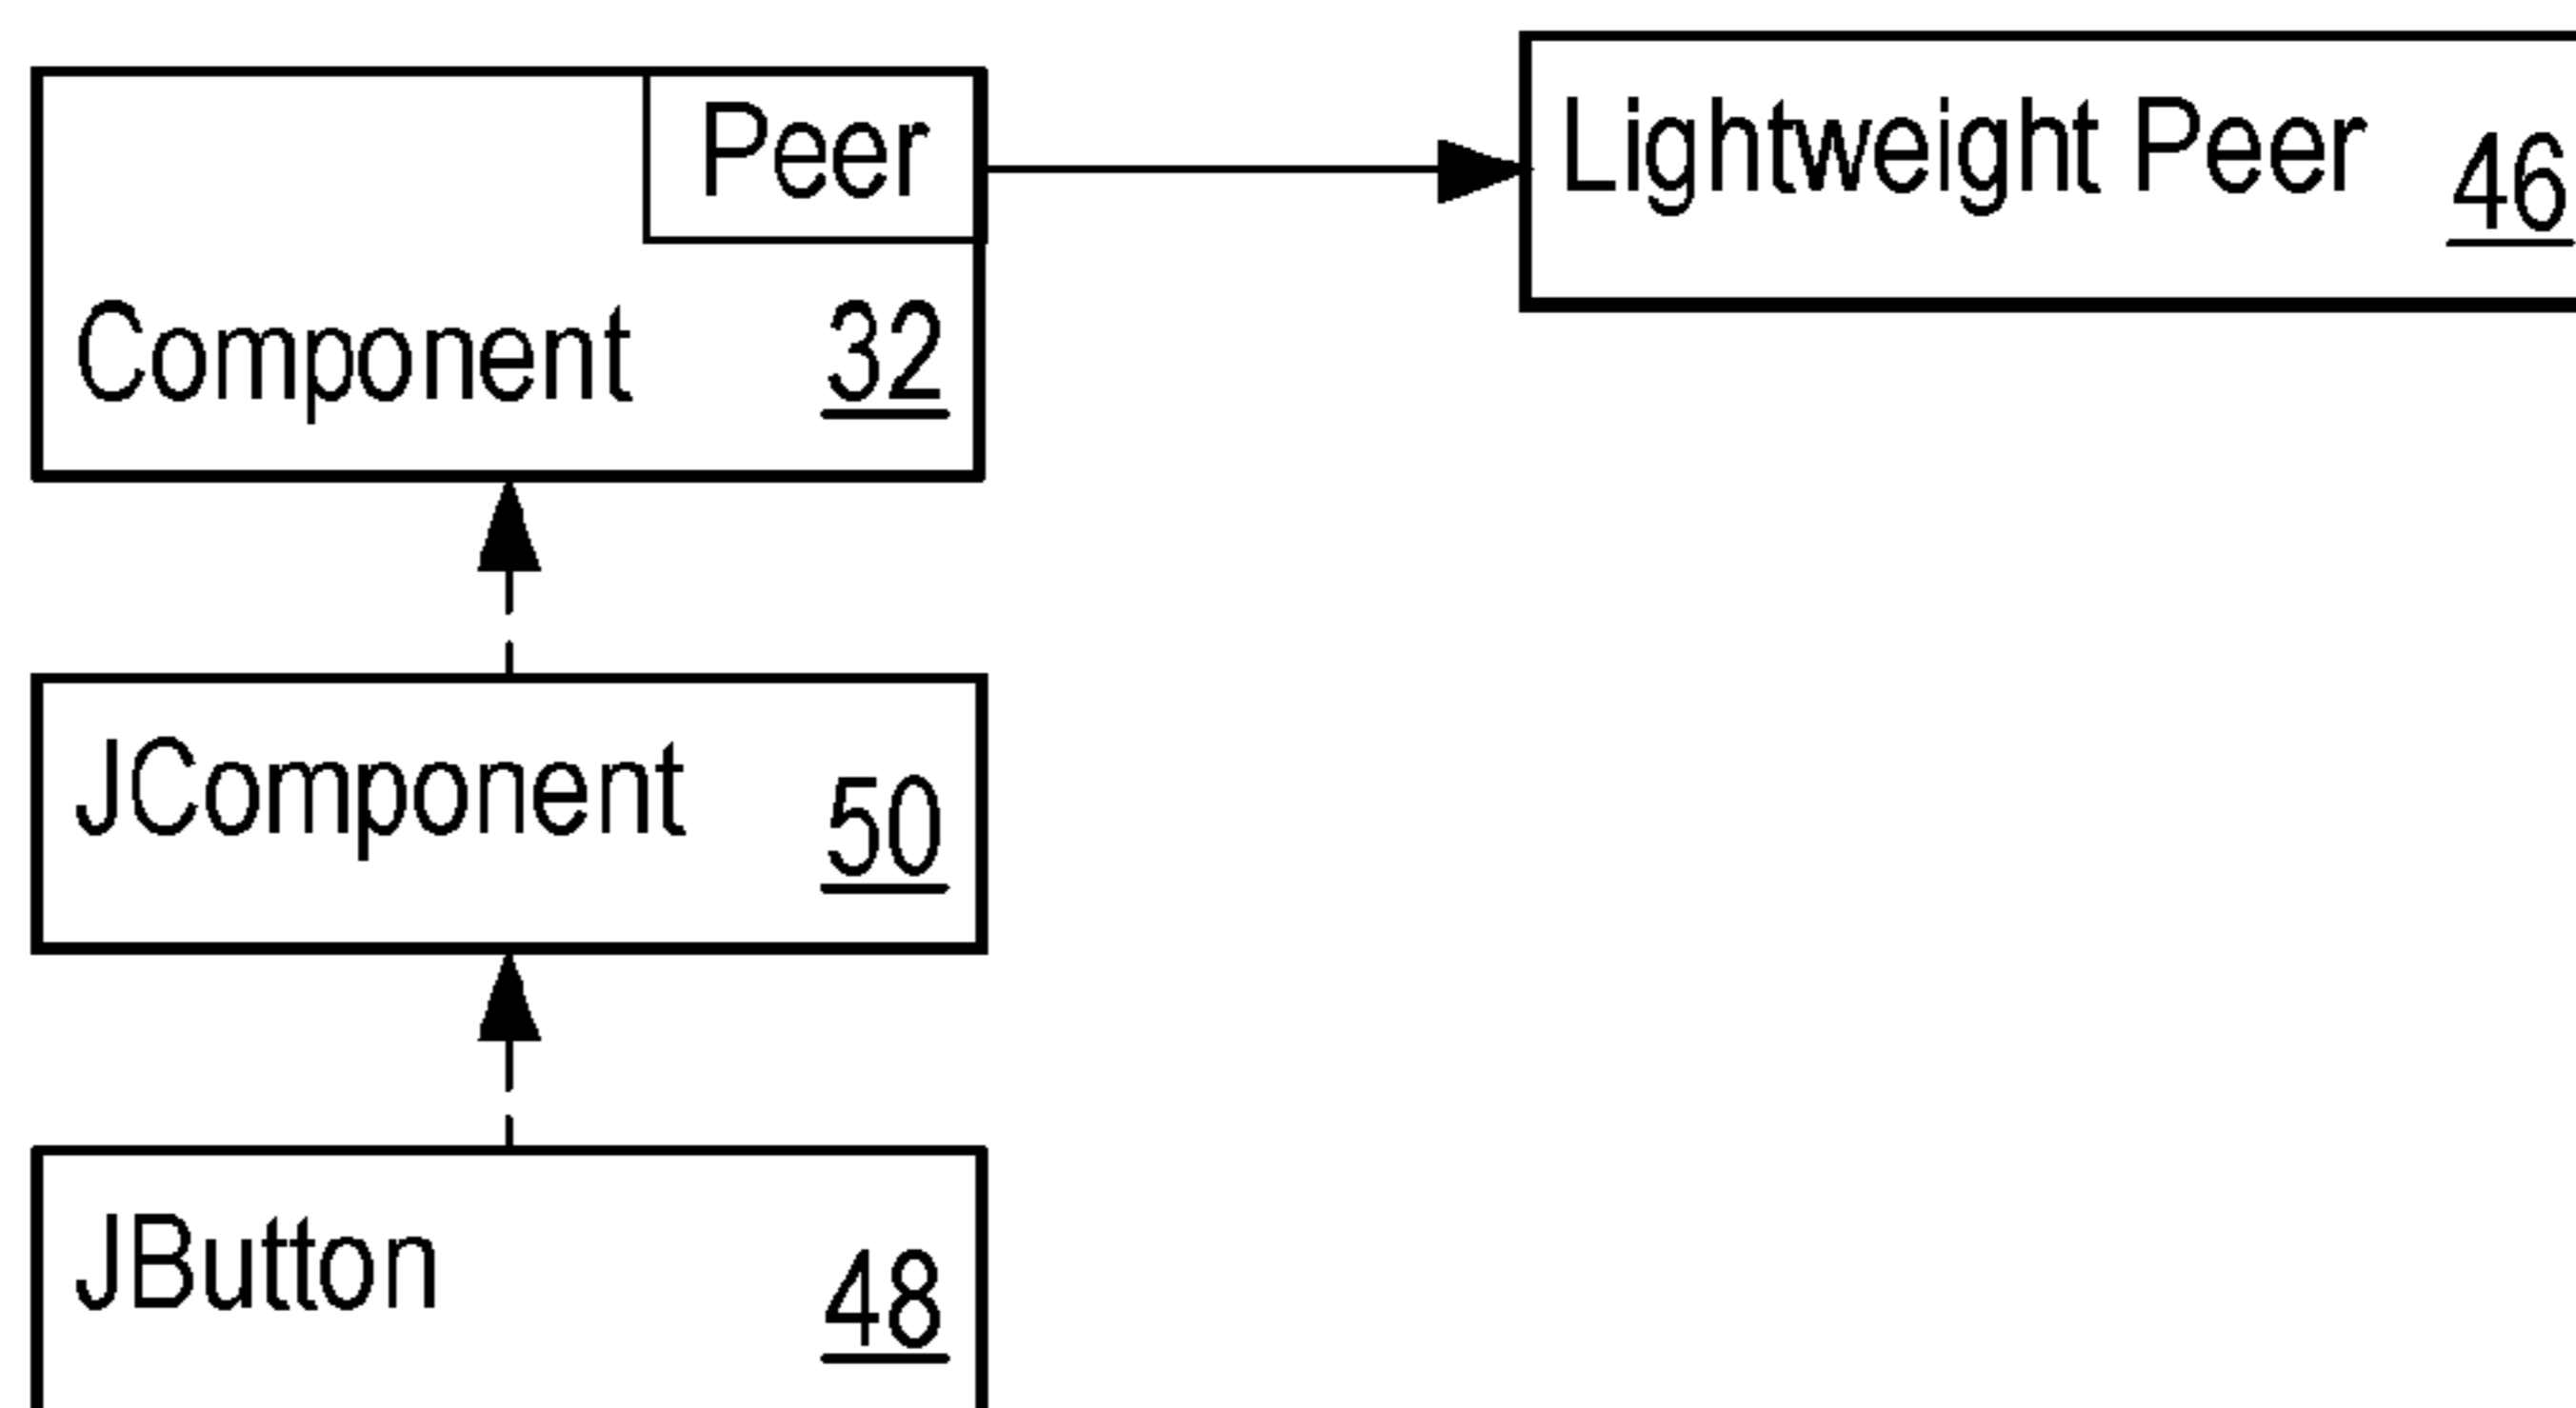 Peer
Component 32
Lightweight Peer 46
JComponent 50
JButton 48